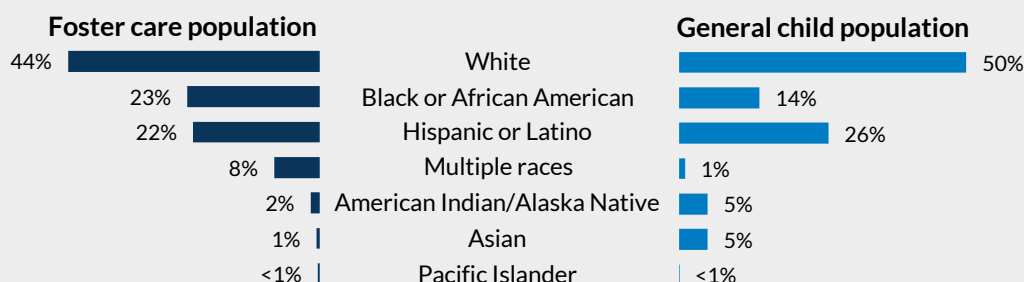 Foster care population General child population
44% White 50%
23% Black or African American 14%
22% Hispanic or Latino 26%
8% Multiple races 1%
2% American Indian/Alaska Native 5%
1% Asian 5%
<1% Pacific Islander <1%